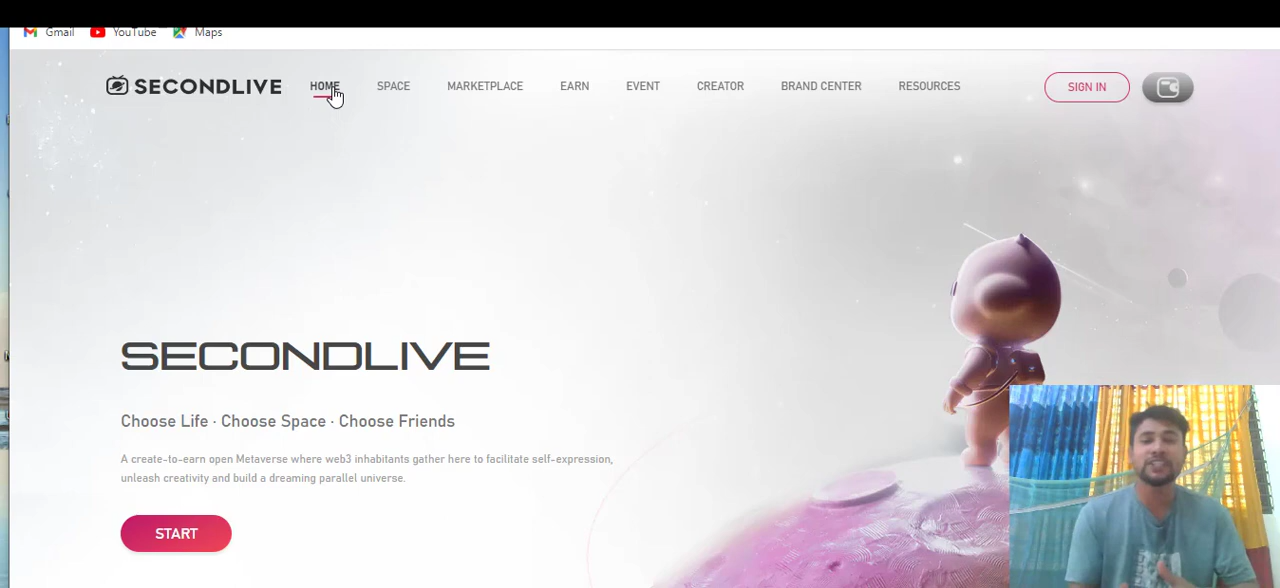 Gmail YouTube Maps
SECONDLIVE HOME SPACE MARKETPLACE EARN EVENT CREATOR BRAND CENTER RESOURCES SIGN IN
SECONDLIVE
Choose Life · Choose Space · Choose Friends
A create-to-earn open Metaverse where web3 inhabitants gather here to facilitate self-expression,
unleash creativity and build a dreaming parallel universe.
START